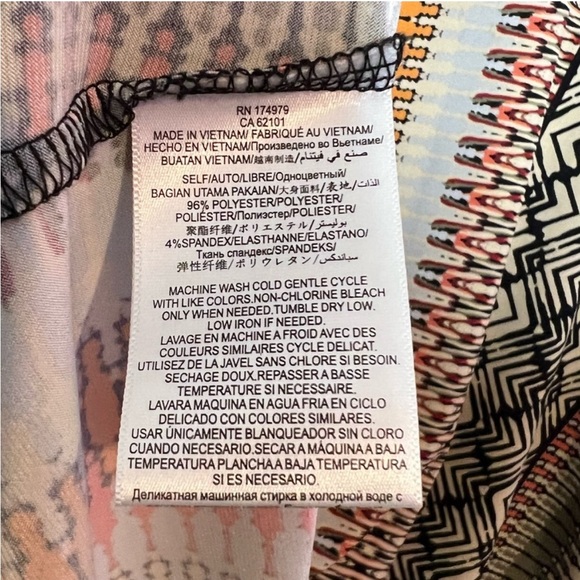 RN 174979
CA 62101
MADE IN VIETNAM/ FABRIQUÉ AU VIETNAM/
HECHO EN VIETNAM/Произведено во Вьетнаме/
BUATAN VIETNAM/越南制造/ صنع في فيتنام
SELF/AUTO/LIBRE/Одноцветный/
BAGIAN UTAMA PAKAIAN/大身面料/表地/الذات
96% POLYESTER/POLYESTER/
POLIÉSTER/Полиэстер/POLIESTER/
聚酯纤维/ポリエステル/بوليستر
4%SPANDEX/ELASTHANNE/ELASTANO/
Ткань спандекс/SPANDEKS/
弹性纤维/ポリウレタン/سباندكس
MACHINE WASH COLD GENTLE CYCLE
WITH LIKE COLORS.NON-CHLORINE BLEACH
ONLY WHEN NEEDED.TUMBLE DRY LOW.
LOW IRON IF NEEDED.
LAVAGE EN MACHINE A FROID AVEC DES
COULEURS SIMILAIRES CYCLE DELICAT.
UTILISEZ DE LA JAVEL SANS CHLORE SI BESOIN.
SECHAGE DOUX.REPASSER A BASSE
TEMPERATURE SI NECESSAIRE.
LAVARA MAQUINA EN AGUA FRIA EN CICLO
DELICADO CON COLORES SIMILARES.
USAR ÚNICAMENTE BLANQUEADOR SIN CLORO
CUANDO NECESARIO.SECAR A MÁQUINA A BAJA
TEMPERATURA PLANCHA A BAJA TEMPERATURA
SI ES NECESARIO.
Деликатная машинная стирка в холодной воде с